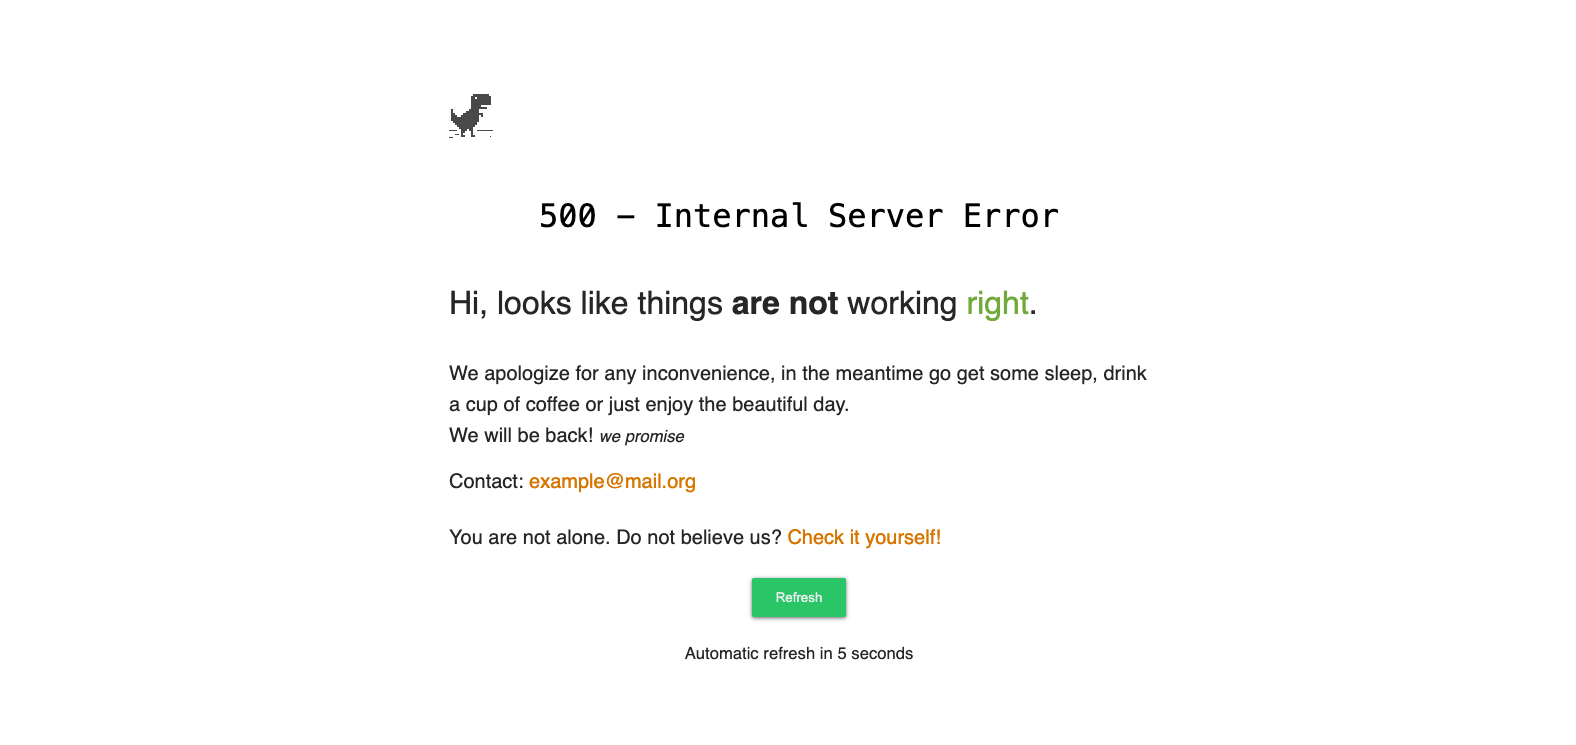 500 - Internal Server Error
Hi, looks like things are not working right.
We apologize for any inconvenience, in the meantime go get some sleep, drink
a cup of coffee or just enjoy the beautiful day.
We will be back! we promise
Contact: example@mail.org
You are not alone. Do not believe us? Check it yourself!
Refresh
Automatic refresh in 5 seconds